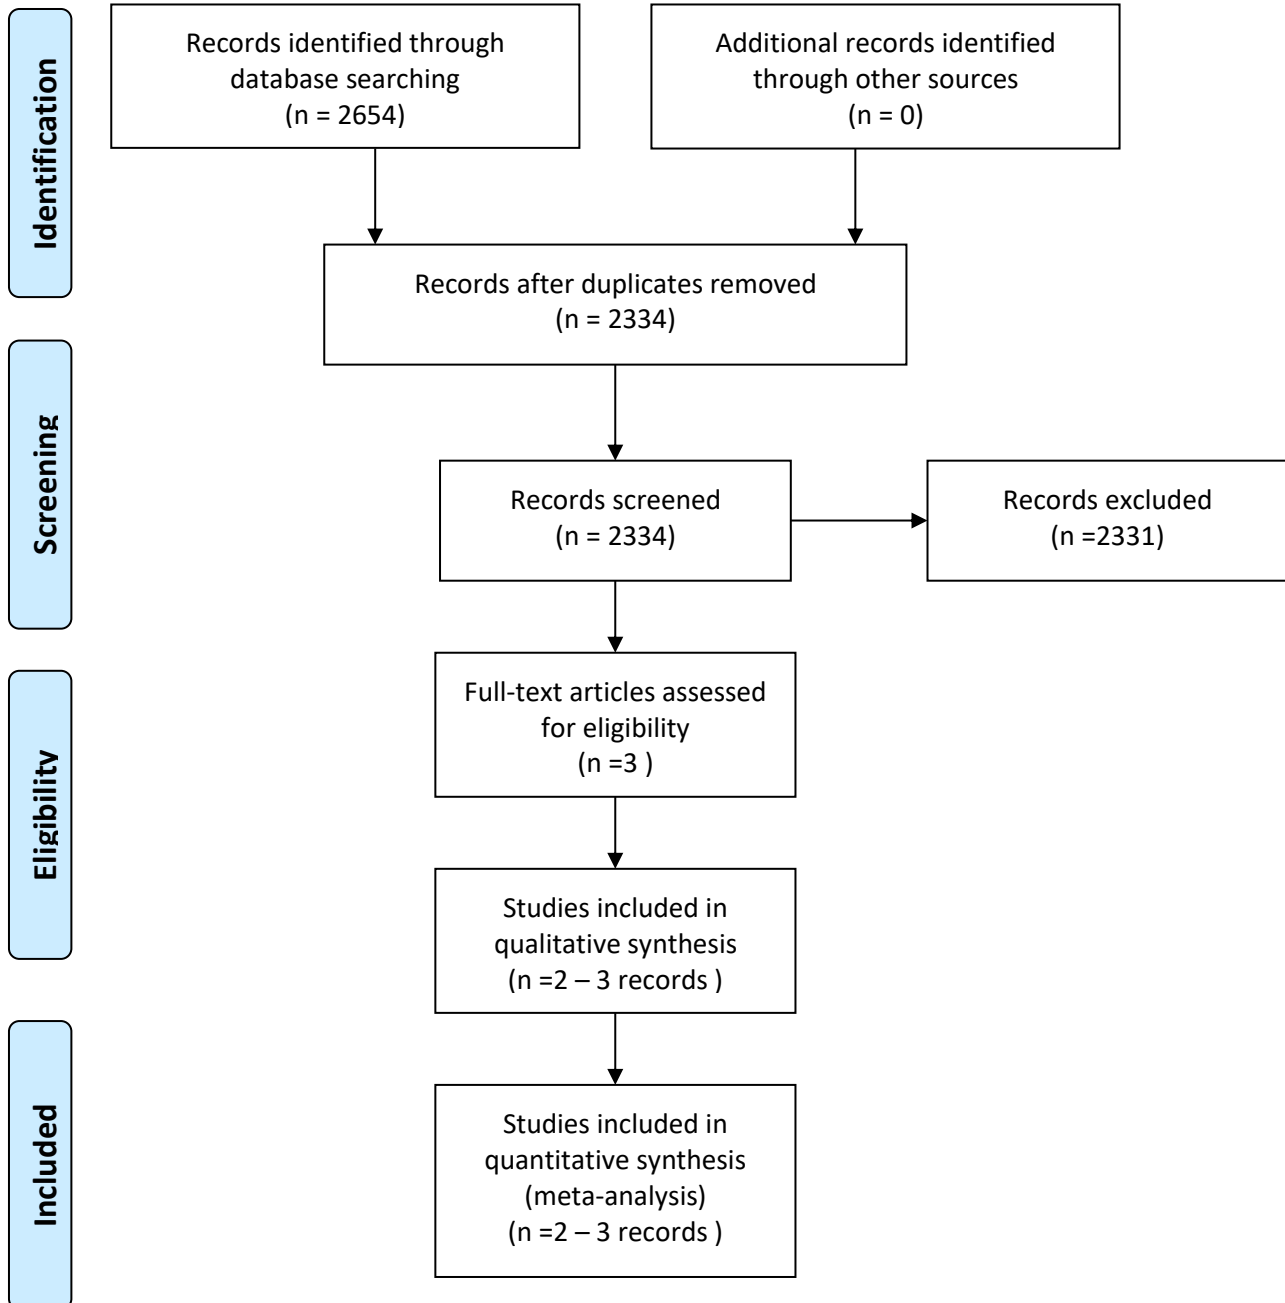 Identification
Records identified through
database searching
(n = 2654)
Additional records identified
through other sources
(n = 0)
Records after duplicates removed
(n = 2334)
Screening
Records screened
(n = 2334)
Records excluded
(n =2331)
Eligibility
Full-text articles assessed
for eligibility
(n =3 )
Studies included in
qualitative synthesis
(n =2 – 3 records )
Included
Studies included in
quantitative synthesis
(meta-analysis)
(n =2 – 3 records )